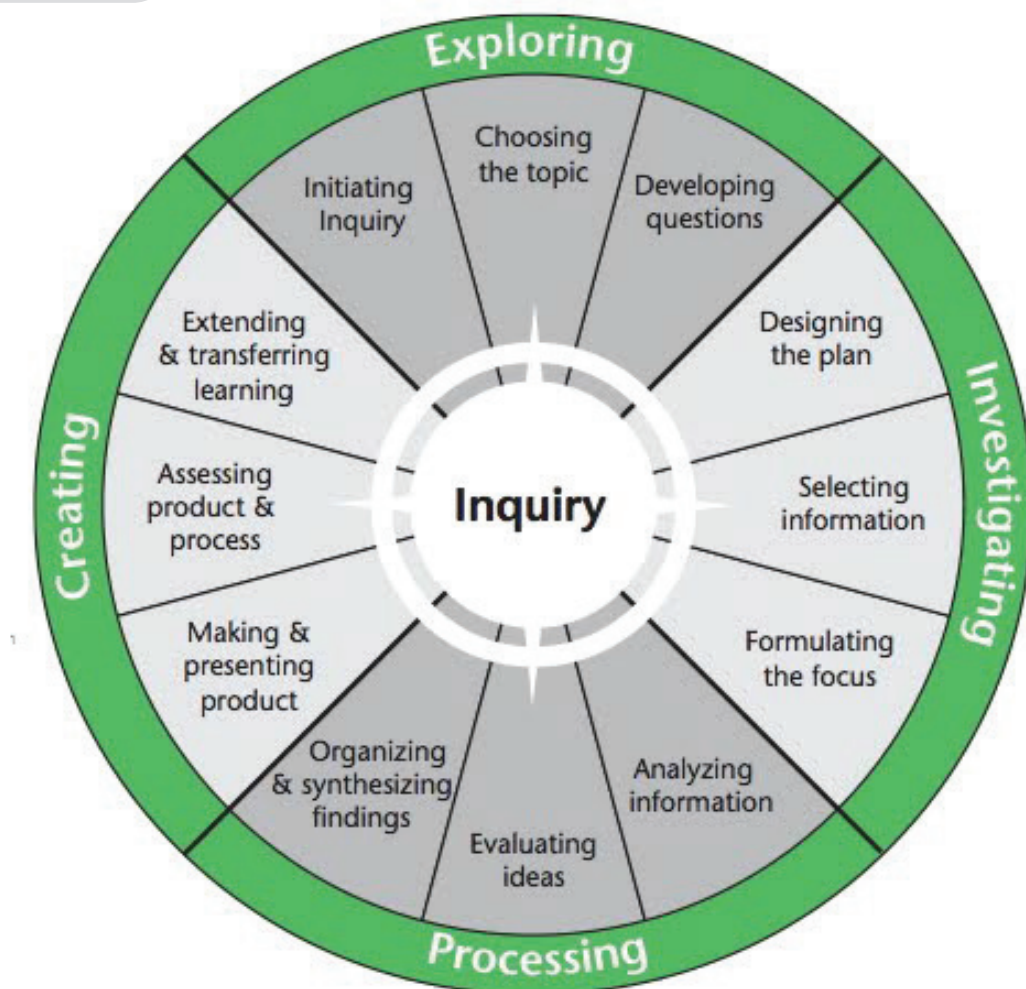 Exploring
Initiating
Inquiry
Choosing
the topic
Developing
questions
Investigating
Designing
the plan
Selecting
information
Formulating
the focus
Processing
Analyzing
information
Evaluating
ideas
Organizing
& synthesizing
findings
Creating
Making &
presenting
product
Assessing
product &
process
Extending
& transferring
learning
Inquiry